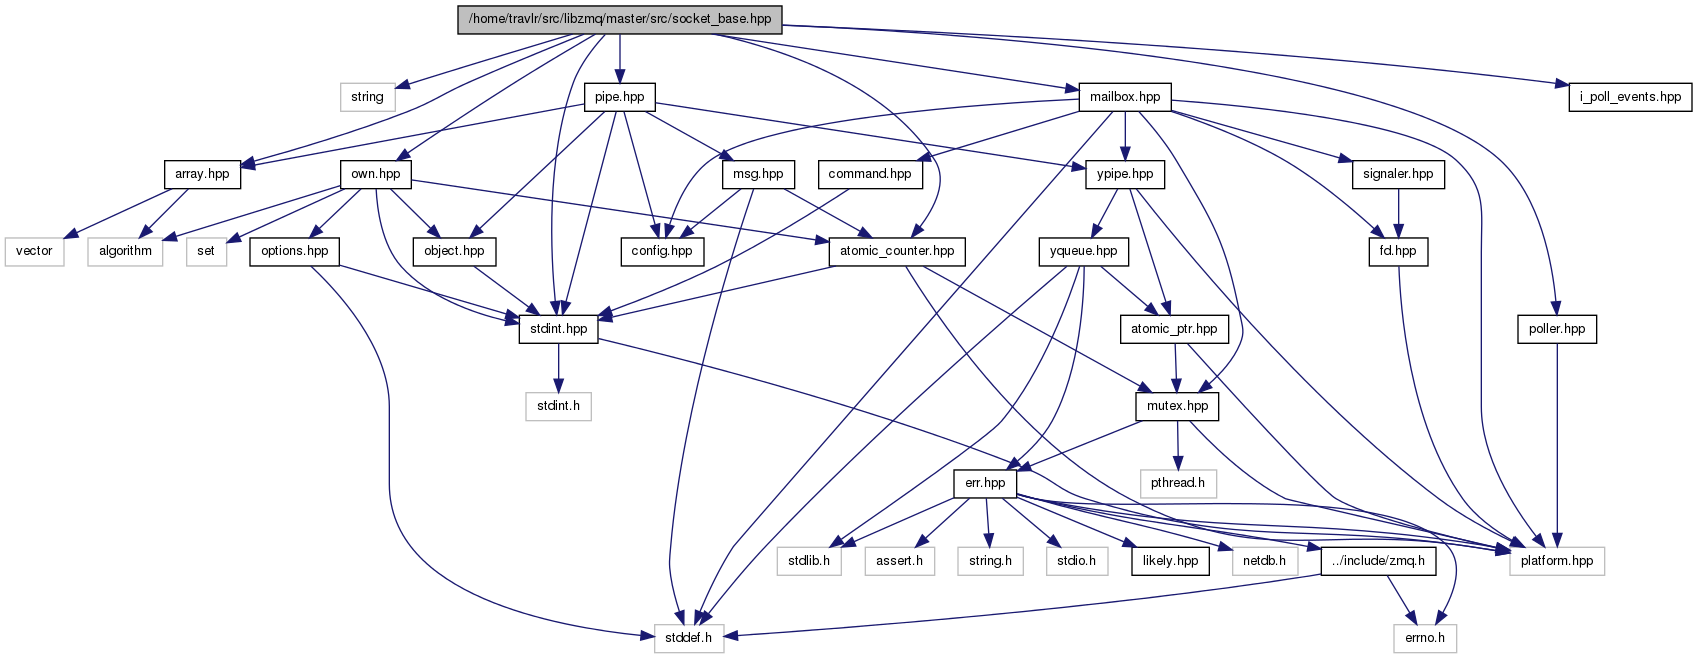 /home/travlr/src/libzmq/master/src/socket_base.hpp
string
pipe.hpp
mailbox.hpp
i_poll_events.hpp
array.hpp
own.hpp
msg.hpp
command.hpp
ypipe.hpp
signaler.hpp
vector
algorithm
set
options.hpp
object.hpp
config.hpp
atomic_counter.hpp
yqueue.hpp
fd.hpp
stdint.hpp
atomic_ptr.hpp
poller.hpp
stdint.h
mutex.hpp
err.hpp
pthread.h
stdlib.h
assert.h
string.h
stdio.h
likely.hpp
netdb.h
../include/zmq.h
platform.hpp
stddef.h
errno.h